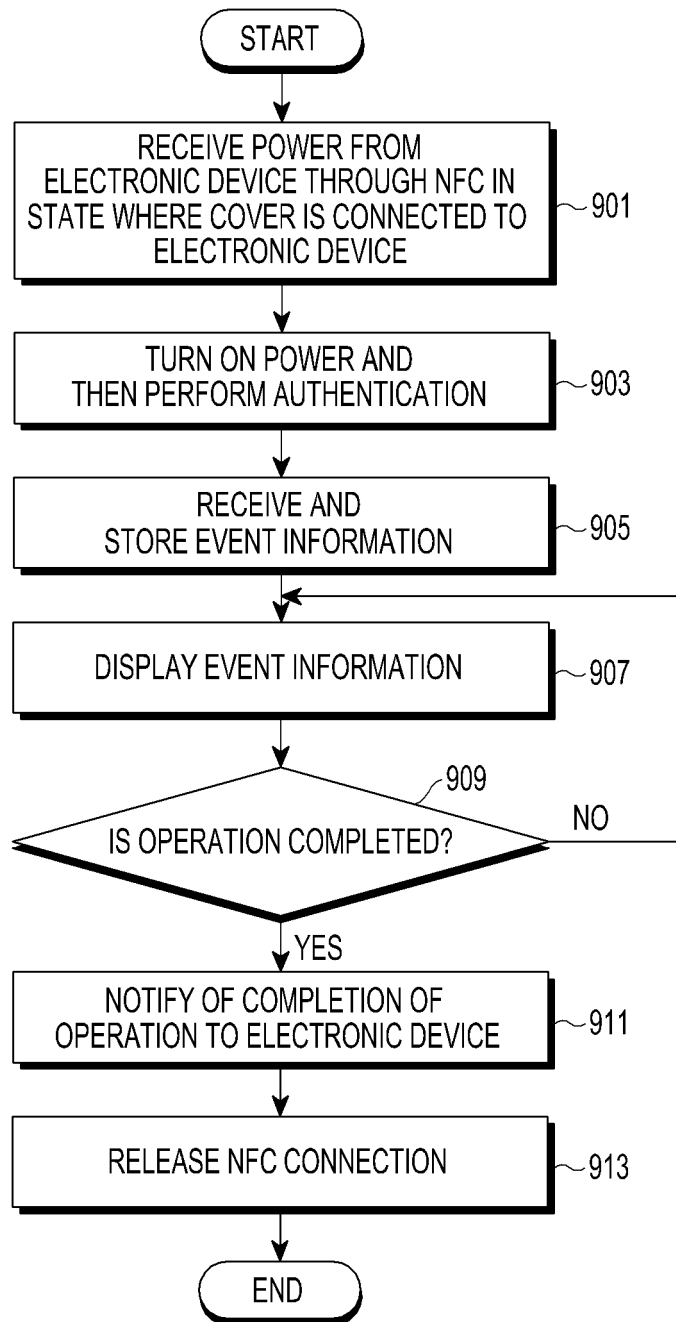 START
RECEIVE POWER FROM
ELECTRONIC DEVICE THROUGH NFC IN
STATE WHERE COVER IS CONNECTED TO
ELECTRONIC DEVICE
901
TURN ON POWER AND
THEN PERFORM AUTHENTICATION
903
RECEIVE AND
STORE EVENT INFORMATION
905
DISPLAY EVENT INFORMATION
907
909
IS OPERATION COMPLETED?
NO
YES
NOTIFY OF COMPLETION OF
OPERATION TO ELECTRONIC DEVICE
911
RELEASE NFC CONNECTION
913
END